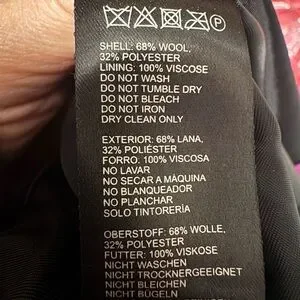 P
SHELL: 68% WOOL,
32% POLYESTER
LINING: 100% VISCOSE
DO NOT WASH
DO NOT TUMBLE DRY
DO NOT BLEACH
DO NOT IRON
DRY CLEAN ONLY
EXTERIOR: 68% LANA,
32% POLIÉSTER
FORRO: 100% VISCOSA
NO LAVAR
NO SECAR A MÁQUINA
NO BLANQUEADOR
NO PLANCHAR
SOLO TINTORERÍA
OBERSTOFF: 68% WOLLE,
32% POLYESTER
FUTTER: 100% VISKOSE
NICHT WASCHEN
NICHT TROCKNERGEEIGNET
NICHT BLEICHEN
NICHT BÜGELN